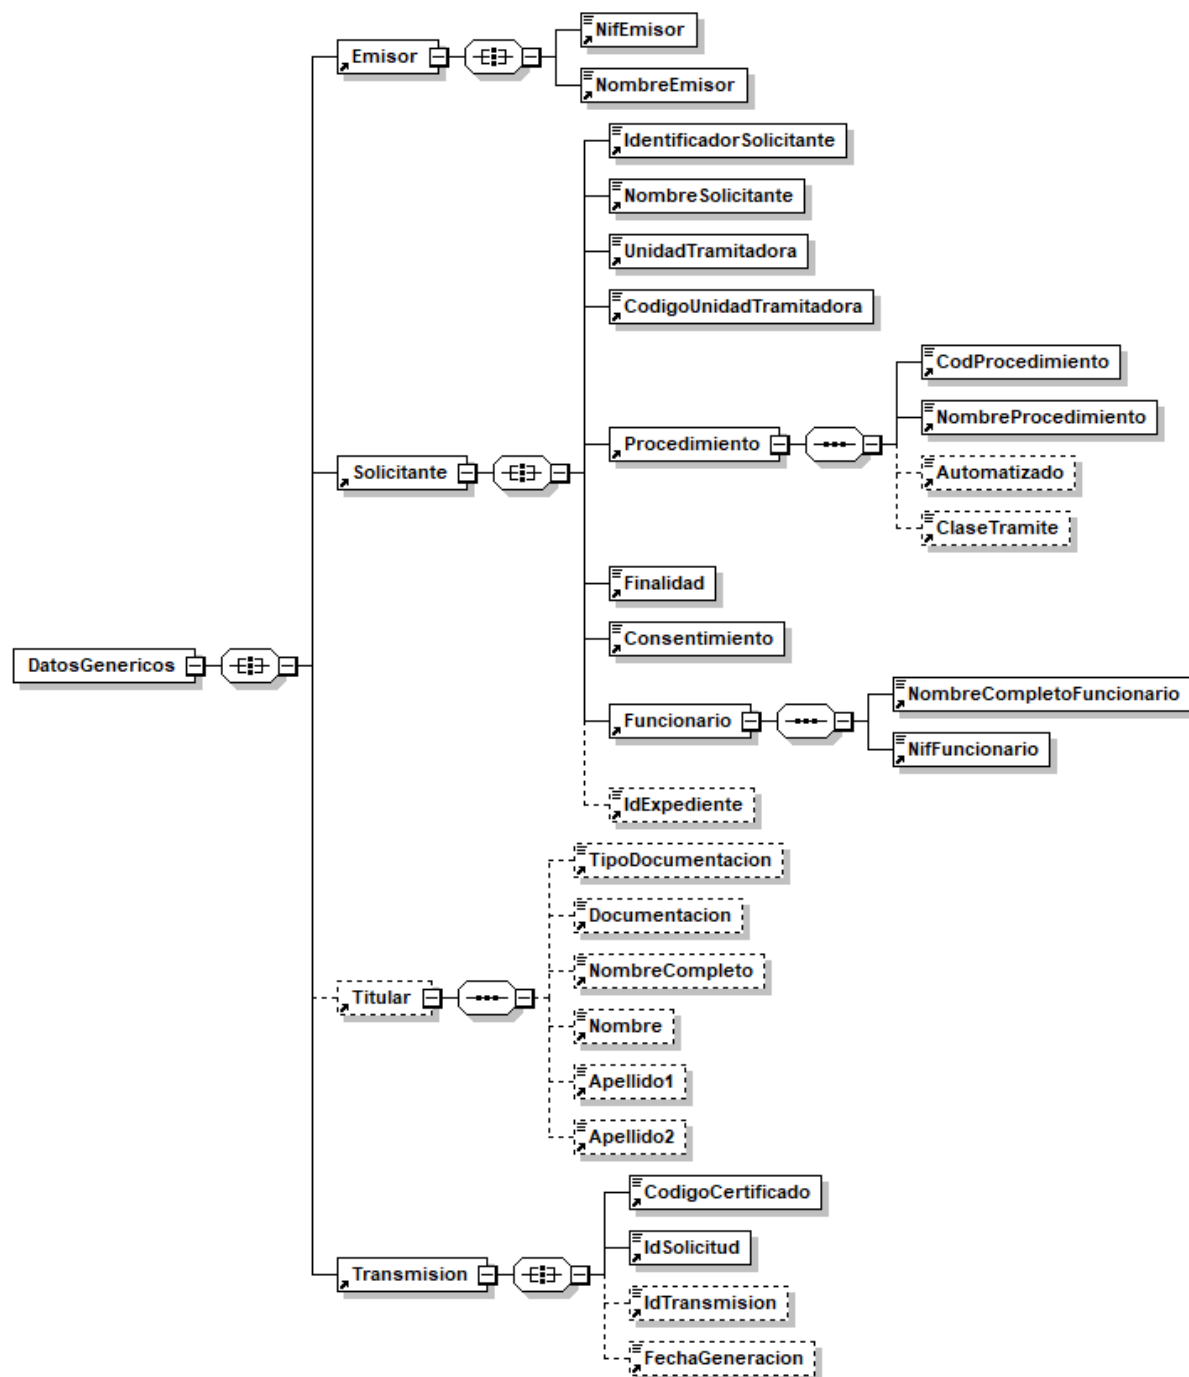 NifEmisor
Emisor
NombreEmisor
IdentificadorSolicitante
NombreSolicitante
UnidadTramitadora
CodigoUnidadTramitadora
CodProcedimiento
NombreProcedimiento
Procedimiento
Automatizado
Solicitante
ClaseTramite
Finalidad
Consentimiento
DatosGenericos
NombreCompletoFuncionario
Funcionario
NifFuncionario
IdExpediente
TipoDocumentacion
Documentacion
NombreCompleto
Titular
Nombre
Apellido1
Apellido2
CodigoCertificado
IdSolicitud
Transmision
IdTransmision
FechaGeneracion